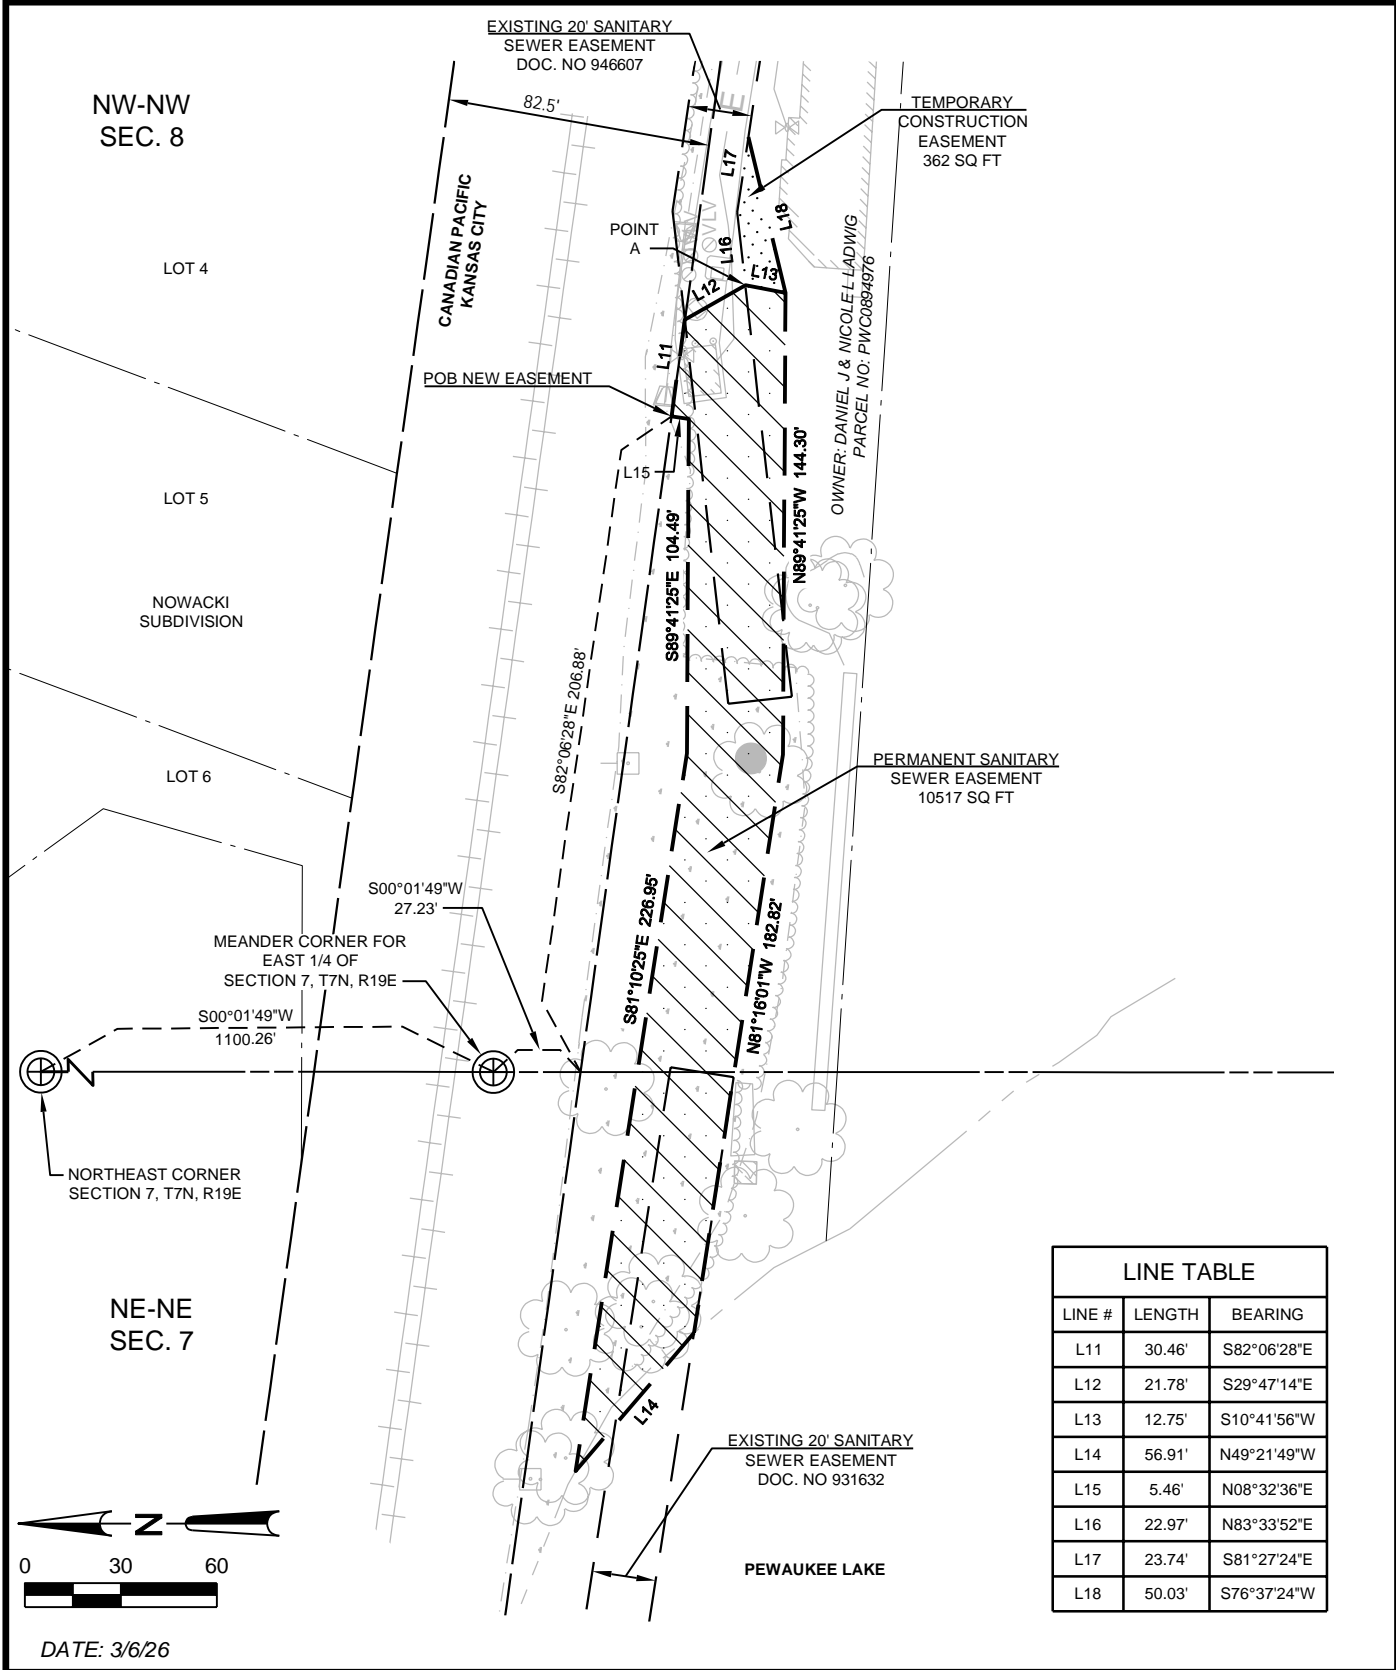 EXISTING 20' SANITARY
SEWER EASEMENT
DOC. NO 946607
NW-NW
SEC. 8
82.5'
TEMPORARY
CONSTRUCTION
EASEMENT
362 SQ FT
L17
CANADIAN PACIFIC
KANSAS CITY
POINT
A
L18
L16
VLV
E
LOT 4
L13
L12
OWNER: DANIEL J & NICOLE L LADWIG
PARCEL NO: PWC0894976
L11
POB NEW EASEMENT
L15
LOT 5
S89°41'25"E 104.49'
N89°41'25"W 144.30'
NOWACKI
SUBDIVISION
S82°06'28"E 206.88'
LOT 6
PERMANENT SANITARY
SEWER EASEMENT
10517 SQ FT
S00°01'49"W
27.23'
S81°10'25"E 226.95'
N81°16'01"W 182.82'
MEANDER CORNER FOR
EAST 1/4 OF
SECTION 7, T7N, R19E
S00°01'49"W
1100.26'
NORTHEAST CORNER
SECTION 7, T7N, R19E
NE-NE
SEC. 7
L14
EXISTING 20' SANITARY
SEWER EASEMENT
DOC. NO 931632
PEWAUKEE LAKE
N
0 30 60
DATE: 3/6/26
LINE TABLE
LINE # LENGTH BEARING
L11 30.46' S82°06'28"E
L12 21.78' S29°47'14"E
L13 12.75' S10°41'56"W
L14 56.91' N49°21'49"W
L15 5.46' N08°32'36"E
L16 22.97' N83°33'52"E
L17 23.74' S81°27'24"E
L18 50.03' S76°37'24"W